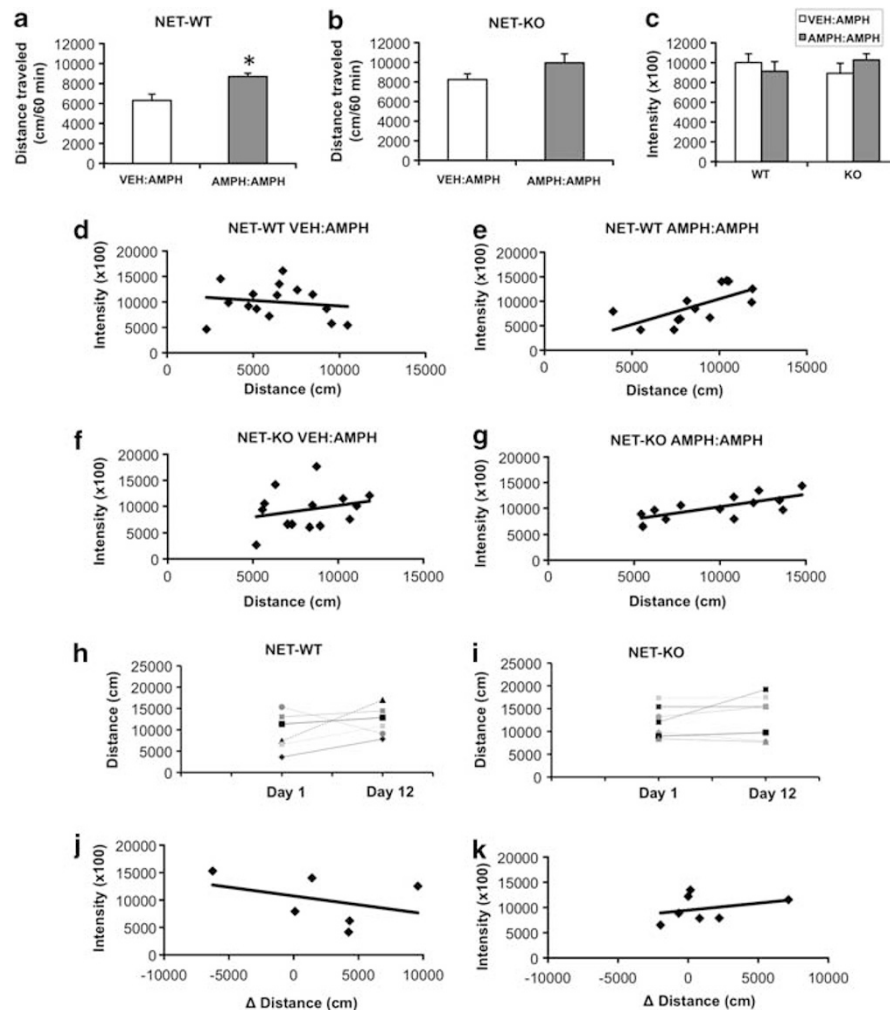 a
NET-WT
Distance traveled
(cm/60 min)
12000
10000
8000
6000
4000
2000
0
*
VEH:AMPH
AMPH:AMPH
b
NET-KO
Distance traveled
(cm/60 min)
12000
10000
8000
6000
4000
2000
0
VEH:AMPH
AMPH:AMPH
c
VEH:AMPH
AMPH:AMPH
Intensity (x100)
12000
10000
8000
6000
4000
2000
0
WT
KO
d
NET-WT VEH:AMPH
Intensity (x100)
20000
15000
10000
5000
0
0 5000 10000 15000
Distance (cm)
e
NET-WT AMPH:AMPH
Intensity (x100)
20000
15000
10000
5000
0
0 5000 10000 15000
Distance (cm)
f
NET-KO VEH:AMPH
Intensity (x100)
20000
15000
10000
5000
0
0 5000 10000 15000
Distance (cm)
g
NET-KO AMPH:AMPH
Intensity (x100)
20000
15000
10000
5000
0
0 5000 10000 15000
Distance (cm)
h
NET-WT
Distance (cm)
25000
20000
15000
10000
5000
0
Day 1 Day 12
i
NET-KO
Distance (cm)
25000
20000
15000
10000
5000
0
Day 1 Day 12
j
Intensity (x100)
20000
15000
10000
5000
0
-10000 -5000 0 5000 10000
Δ Distance (cm)
k
Intensity (x100)
20000
15000
10000
5000
0
-10000 -5000 0 5000 10000
Δ Distance (cm)